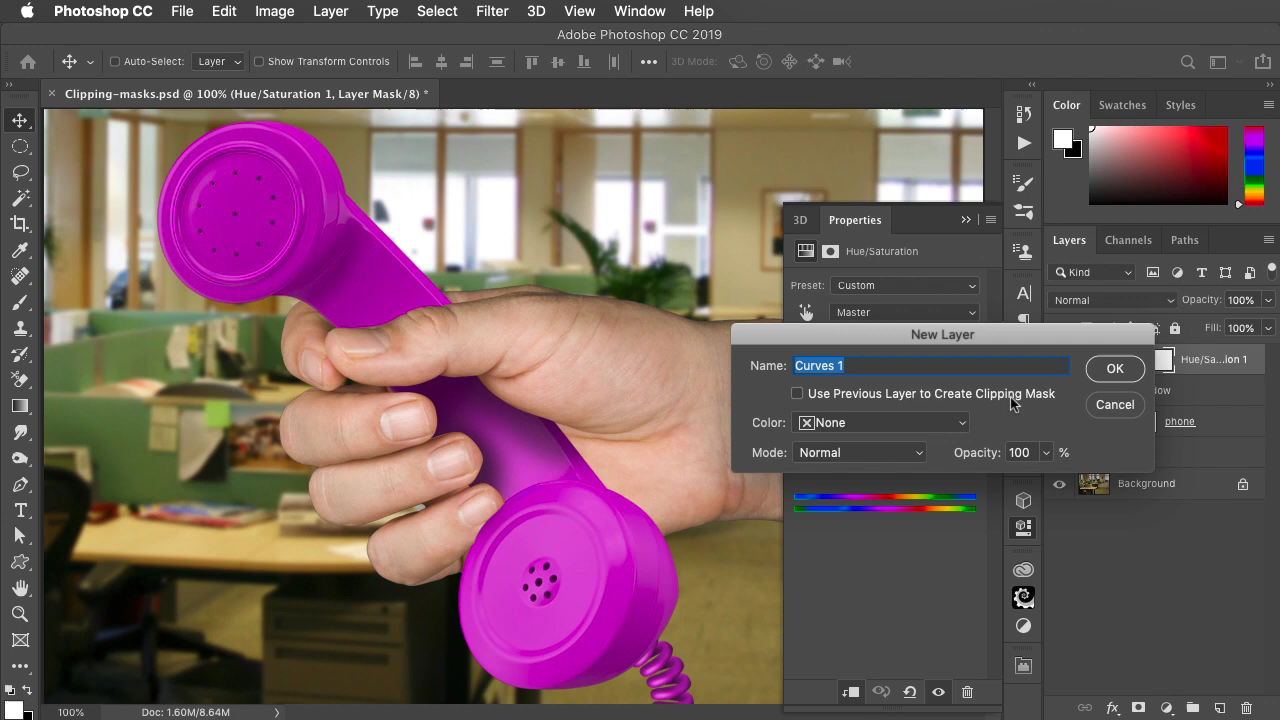 Photoshop CC File Edit Image Layer Type Select Filter 3D View Window Help
Adobe Photoshop CC 2019
Auto-Select: Layer Show Transform Controls 3D Mode:
Clipping-masks.psd @ 100% (Hue/Saturation 1, Layer Mask/8) *
Color Swatches Styles
3D Properties
Hue/Saturation
Preset: Custom
Master
Layers Channels Paths
Kind
Normal Opacity: 100%
Fill: 100%
Hue/Sa...ion 1
phone
Background
New Layer
Name: Curves 1
OK
Use Previous Layer to Create Clipping Mask
Cancel
Color: None
Mode: Normal Opacity: 100 %
100% Doc: 1.60M/8.64M